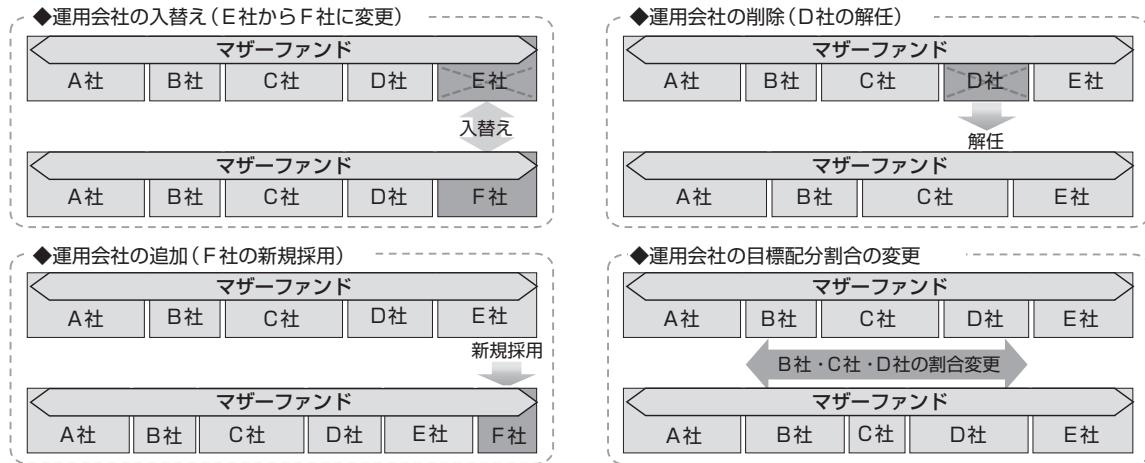 ◆運用会社の入替え（E社からF社に変更）
マザーファンド
A社 B社 C社 D社 E社
入替え
マザーファンド
A社 B社 C社 D社 F社
◆運用会社の削除（D社の解任）
マザーファンド
A社 B社 C社 D社 E社
解任
マザーファンド
A社 B社 C社 E社
◆運用会社の追加（F社の新規採用）
マザーファンド
A社 B社 C社 D社 E社
新規採用
マザーファンド
A社 B社 C社 D社 E社 F社
◆運用会社の目標配分割合の変更
マザーファンド
A社 B社 C社 D社 E社
B社・C社・D社の割合変更
マザーファンド
A社 B社 C社 D社 E社